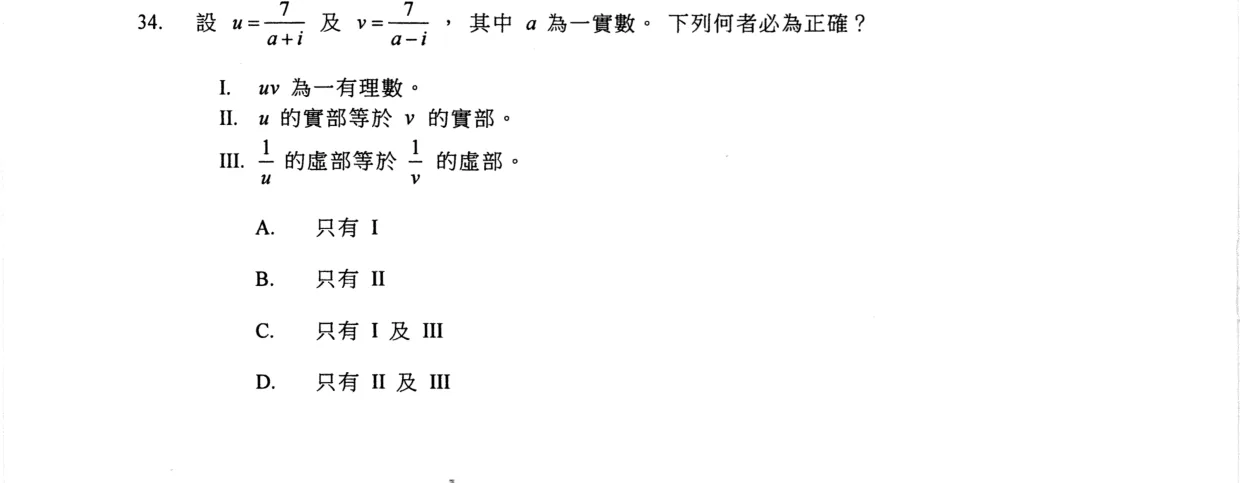 34. 設 u = 7/(a+i) 及 v = 7/(a−i) ,其中 a 為一實數。下列何者必為正確?
I. uv 為一有理數。
II. u 的實部等於 v 的實部。
III. 1/u 的虛部等於 1/v 的虛部。
A. 只有 I
B. 只有 II
C. 只有 I 及 III
D. 只有 II 及 III